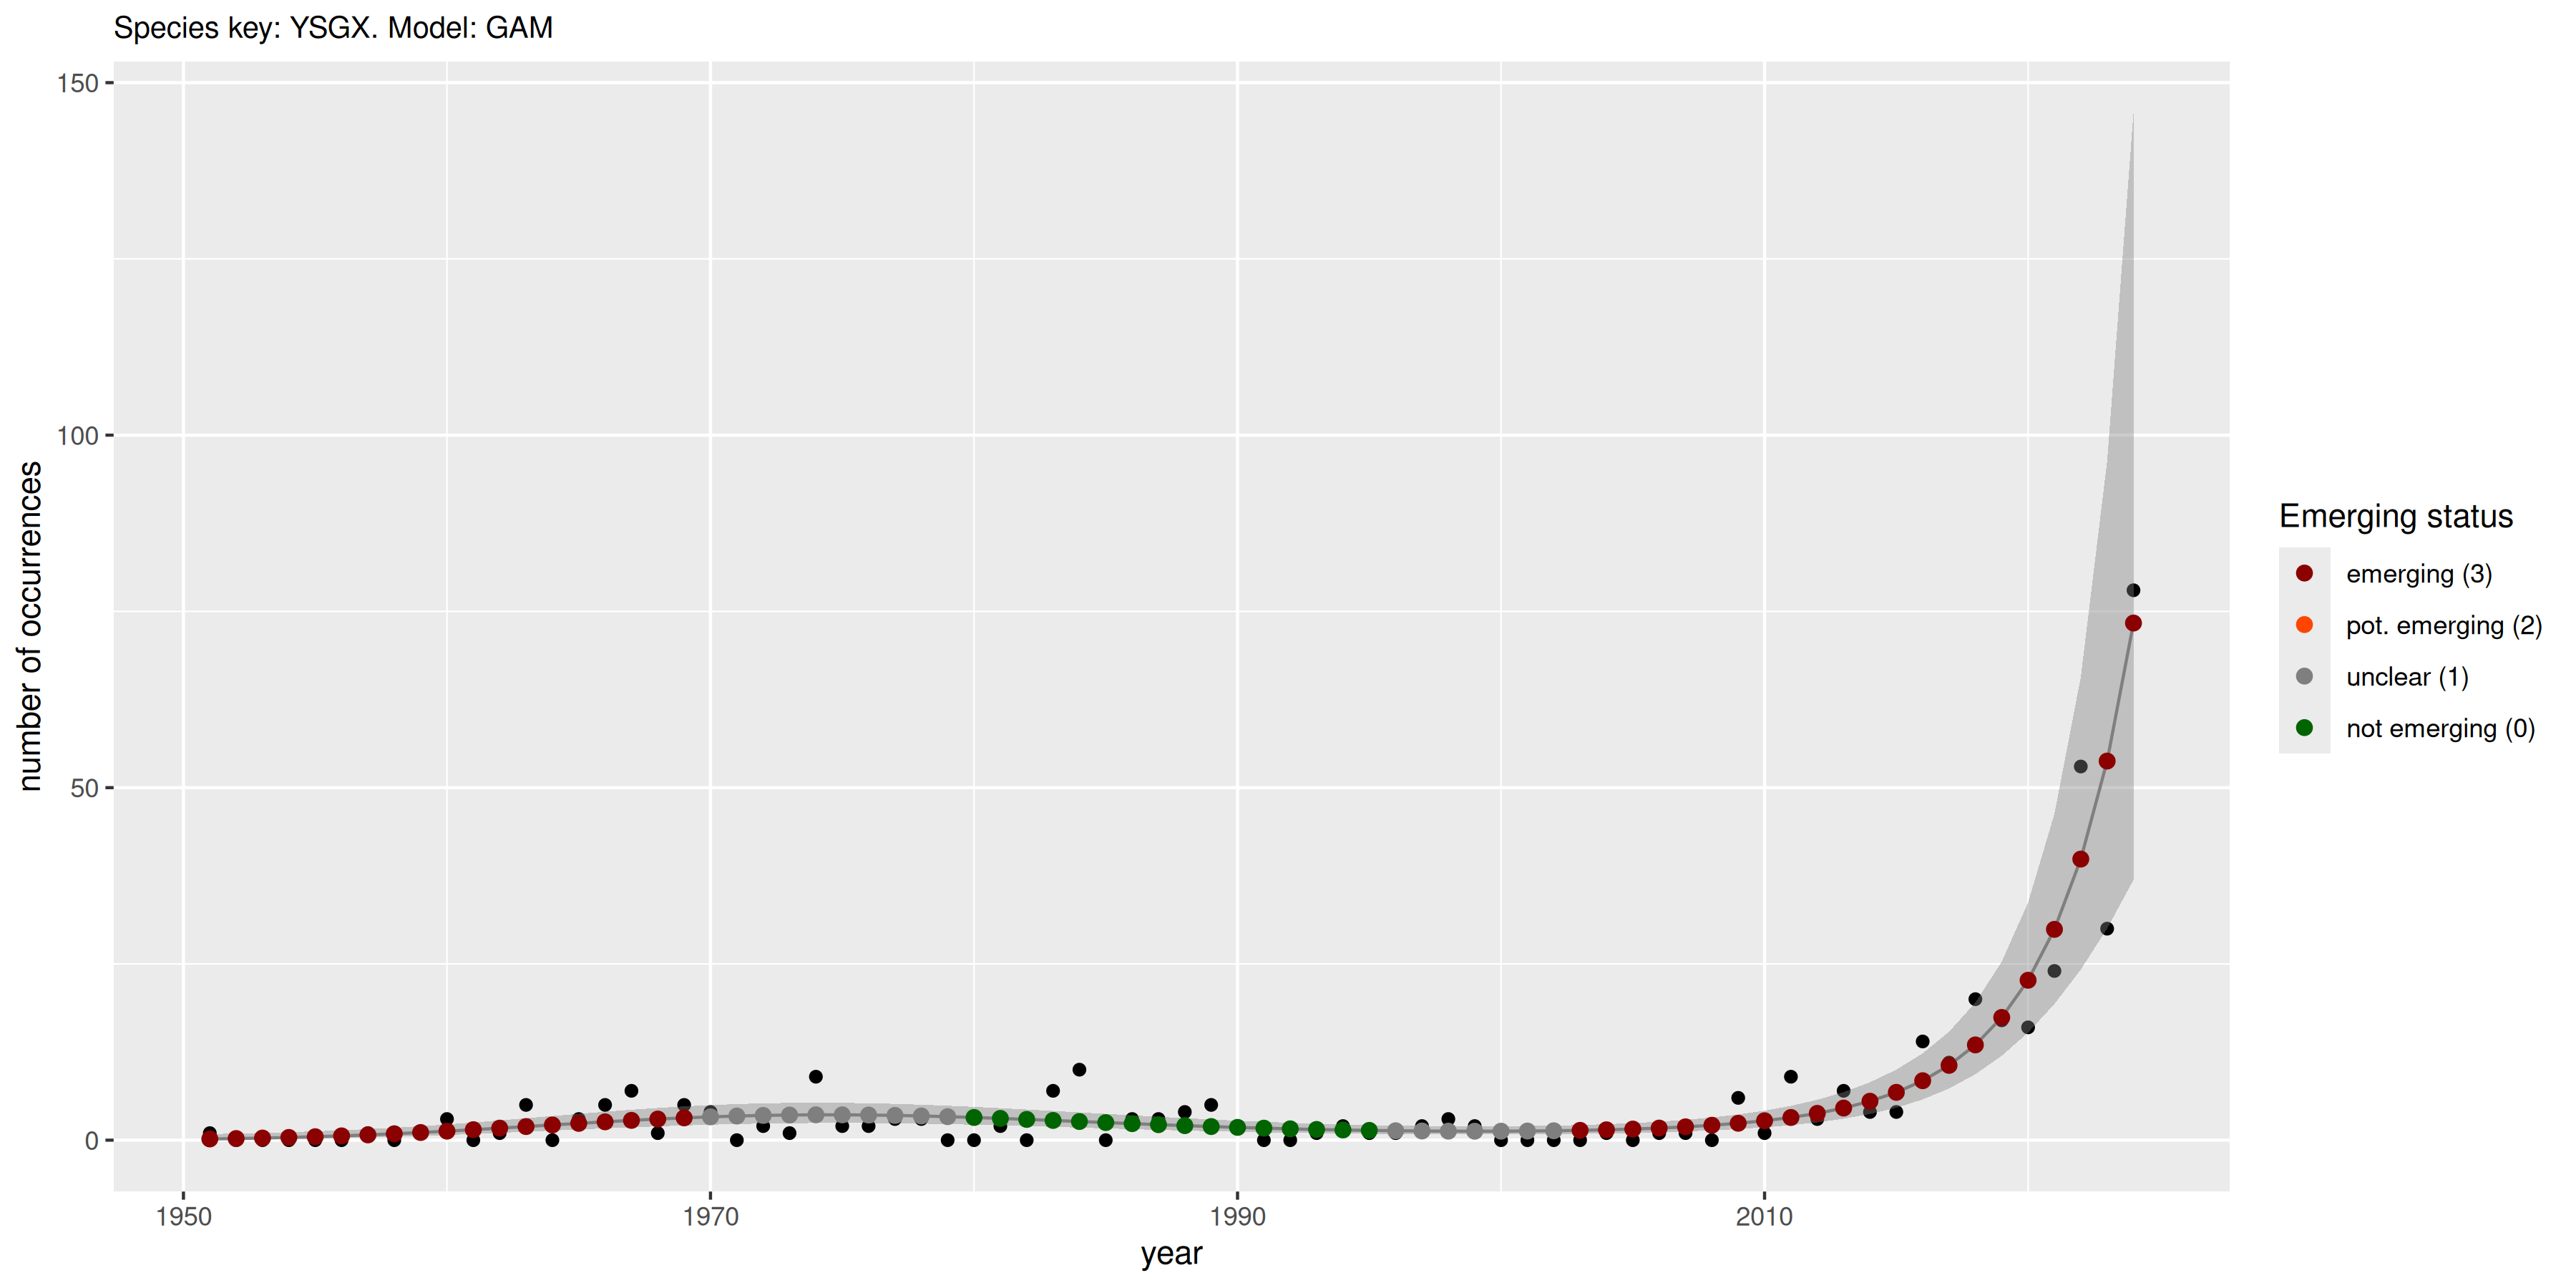 Species key: YSGX. Model: GAM
150
100
50
0
number of occurrences
1950
1970
1990
2010
year
Emerging status
emerging (3)
pot. emerging (2)
unclear (1)
not emerging (0)